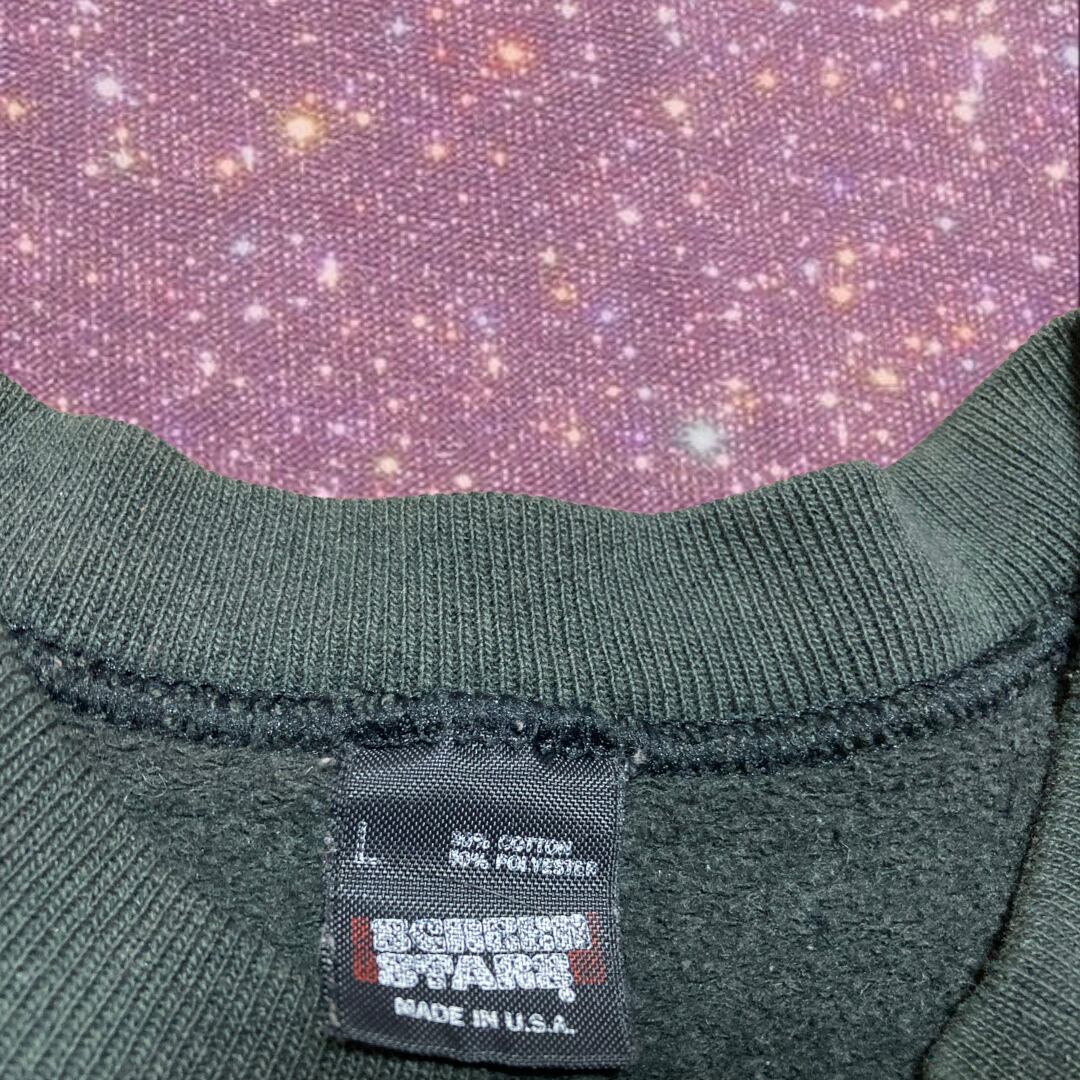 L
50% COTTON
50% POLYESTER
SCREEN
STARS
MADE IN U.S.A.